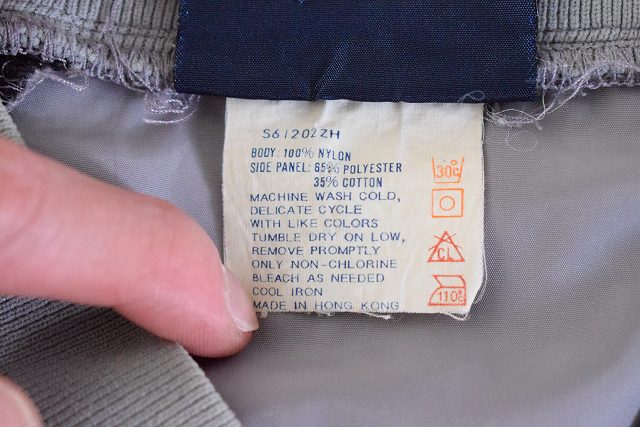 S61202ZH
BODY: 100% NYLON
SIDE PANEL: 65% POLYESTER
35% COTTON
MACHINE WASH COLD,
DELICATE CYCLE
WITH LIKE COLORS
TUMBLE DRY ON LOW,
REMOVE PROMPTLY
ONLY NON-CHLORINE
BLEACH AS NEEDED
COOL IRON
MADE IN HONG KONG
30°
CL
110°